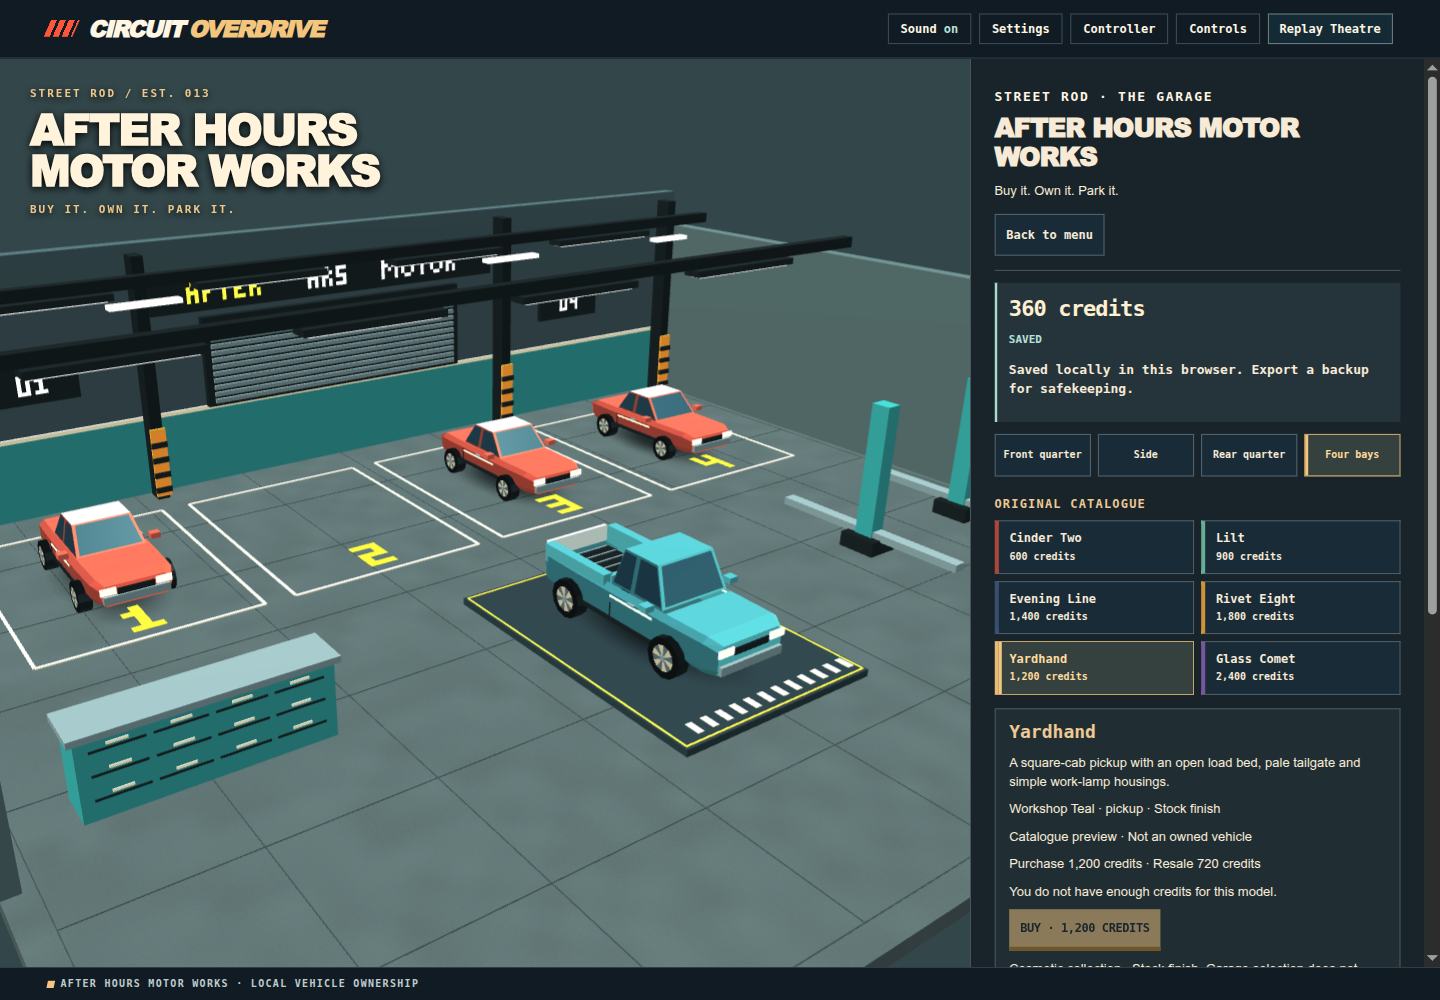 CIRCUIT OVERDRIVE
Sound on
Settings
Controller
Controls
Replay Theatre
STREET ROD / EST. 013
AFTER HOURS
MOTOR WORKS
BUY IT. OWN IT. PARK IT.
MOTOR
04
01
1
2
3
4
STREET ROD · THE GARAGE
AFTER HOURS MOTOR
WORKS
Buy it. Own it. Park it.
Back to menu
360 credits
SAVED
Saved locally in this browser. Export a backup
for safekeeping.
Front quarter
Side
Rear quarter
Four bays
ORIGINAL CATALOGUE
Cinder Two
600 credits
Lilt
900 credits
Evening Line
1,400 credits
Rivet Eight
1,800 credits
Yardhand
1,200 credits
Glass Comet
2,400 credits
Yardhand
A square-cab pickup with an open load bed, pale tailgate and
simple work-lamp housings.
Workshop Teal · pickup · Stock finish
Catalogue preview · Not an owned vehicle
Purchase 1,200 credits · Resale 720 credits
You do not have enough credits for this model.
BUY · 1,200 CREDITS
AFTER HOURS MOTOR WORKS · LOCAL VEHICLE OWNERSHIP